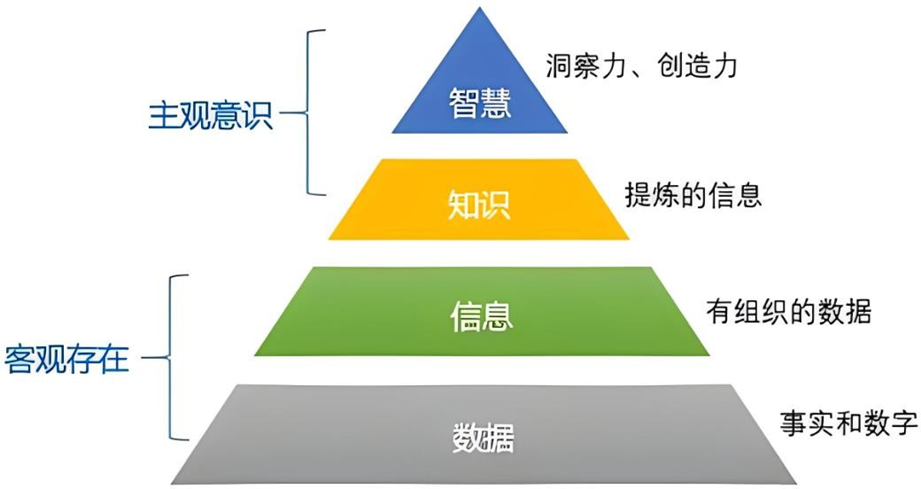 洞察力、创造力
智慧
主观意识
知识
提炼的信息
信息
有组织的数据
客观存在
数据
事实和数字